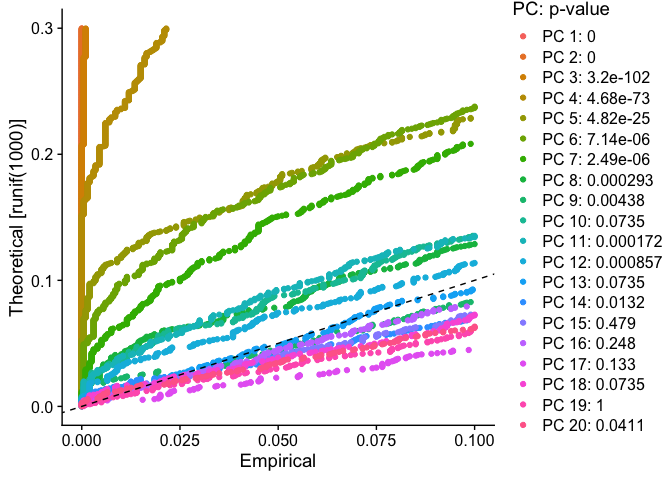 PC: p-value
PC 1: 0
PC 2: 0
PC 3: 3.2e-102
PC 4: 4.68e-73
PC 5: 4.82e-25
PC 6: 7.14e-06
PC 7: 2.49e-06
PC 8: 0.000293
PC 9: 0.00438
PC 10: 0.0735
PC 11: 0.000172
PC 12: 0.000857
PC 13: 0.0735
PC 14: 0.0132
PC 15: 0.479
PC 16: 0.248
PC 17: 0.133
PC 18: 0.0735
PC 19: 1
PC 20: 0.0411
Theoretical [runif(1000)]
0.3
0.2
0.1
0.0
0.000 0.025 0.050 0.075 0.100
Empirical